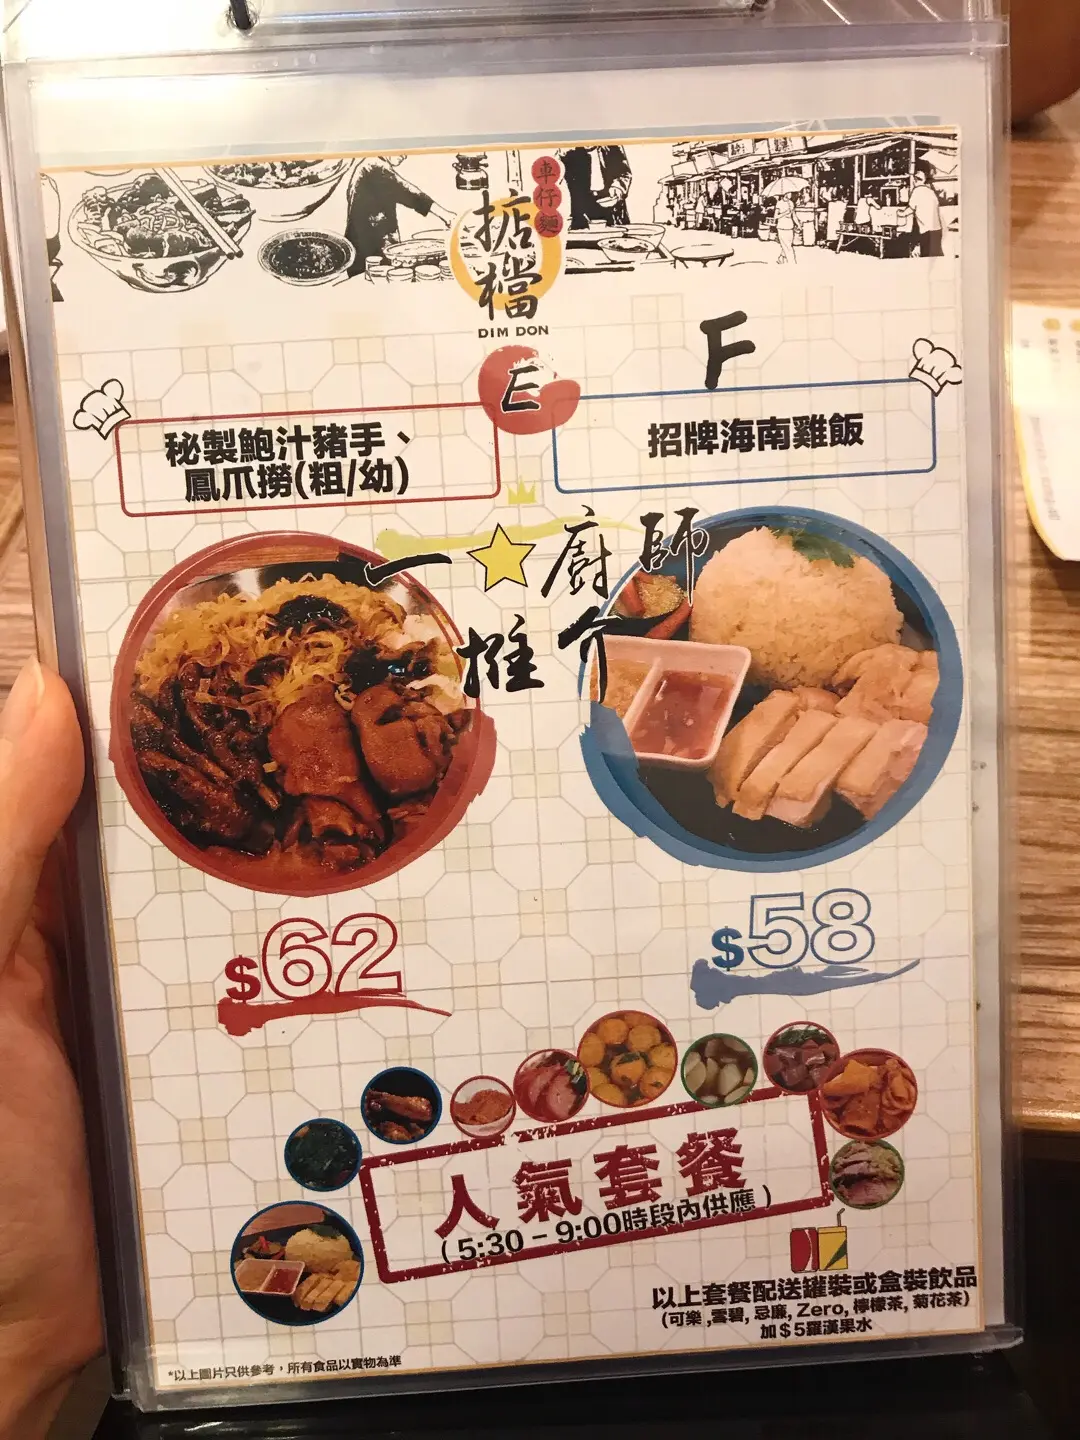 車仔麵
掂檔
DIM DON
E
F
秘製鮑汁豬手、
鳳爪撈(粗/幼)
招牌海南雞飯
一★廚師
推介
$62
$58
人氣套餐
(5:30 - 9:00時段內供應)
以上套餐配送罐裝或盒裝飲品
(可樂,雪碧, 忌廉, Zero, 檸檬茶, 菊花茶)
加$5羅漢果水
*以上圖片只供參考，所有食品以實物為準